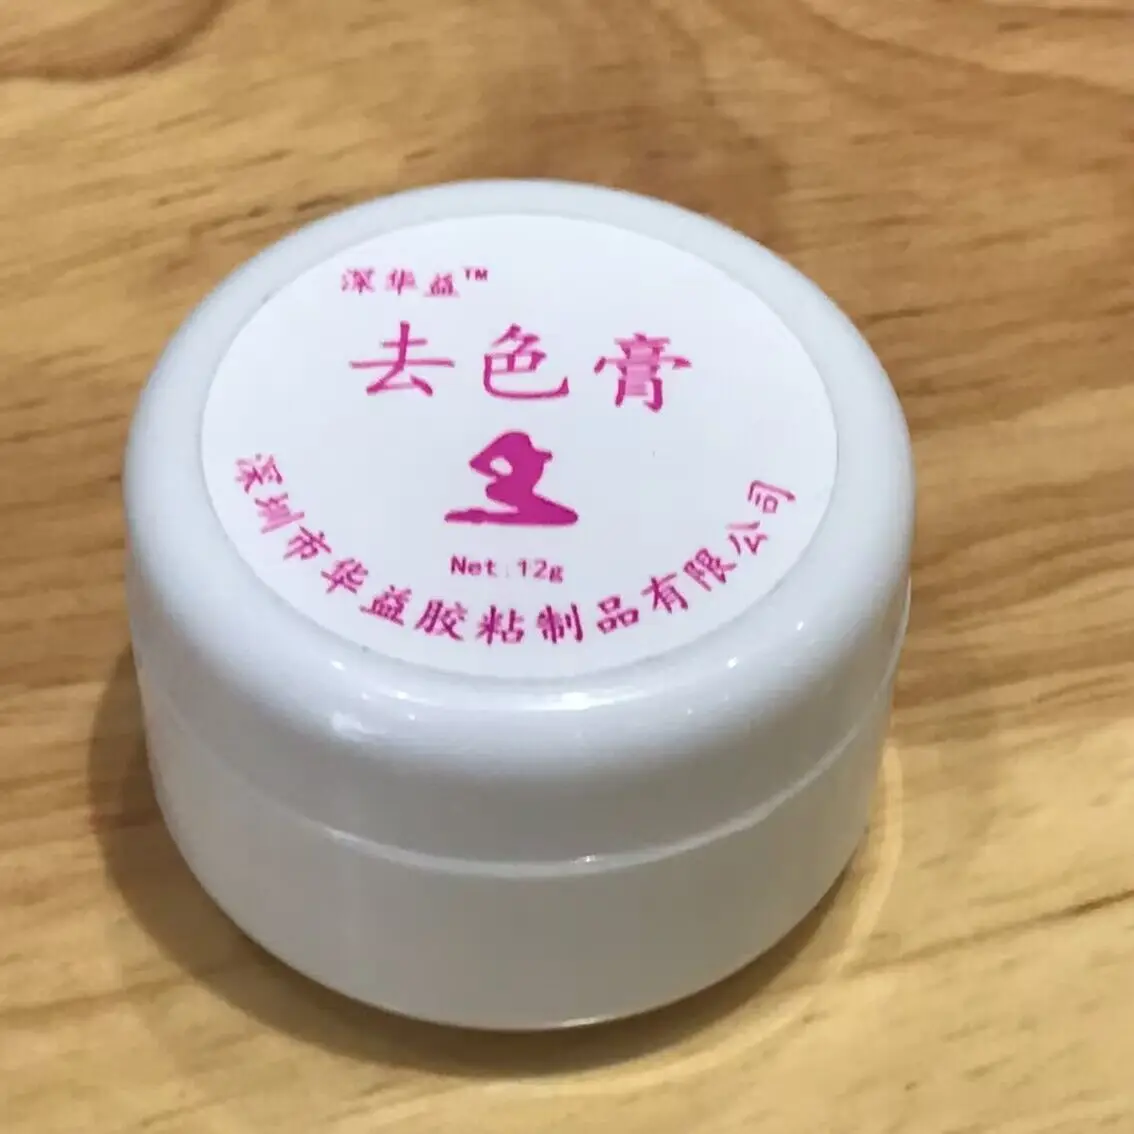 深华益™
去色膏
Net:12g
深圳市华益胶粘制品有限公司